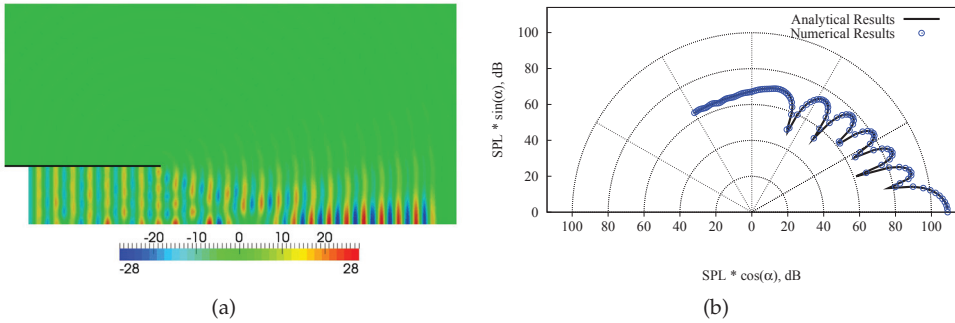 -20 -10 0 10 20
-28 28
(a)
Analytical Results
Numerical Results
100
80
60
40
20
0
SPL * sin(α), dB
100 80 60 40 20 0 20 40 60 80 100
SPL * cos(α), dB
(b)